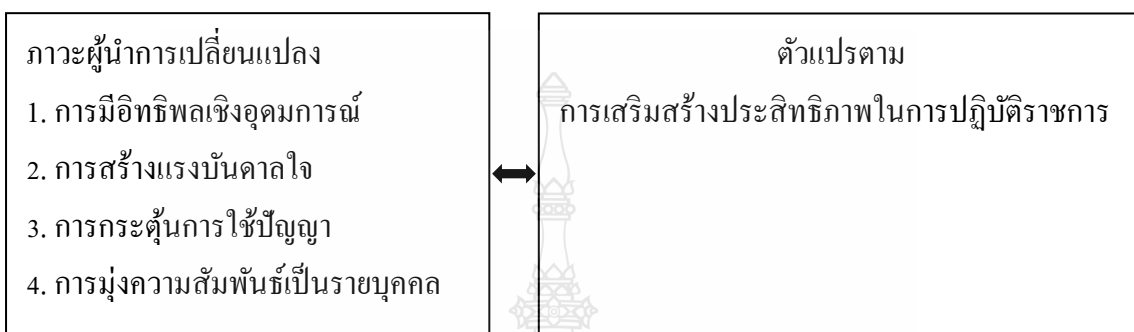 ภาวะผู้นำการเปลี่ยนแปลง
1. การมีอิทธิพลเชิงอุดมการณ์
2. การสร้างแรงบันดาลใจ
3. การกระตุ้นการใช้ปัญญา
4. การมุ่งความสัมพันธ์เป็นรายบุคคล
ตัวแปรตาม
การเสริมสร้างประสิทธิภาพในการปฏิบัติราชการ